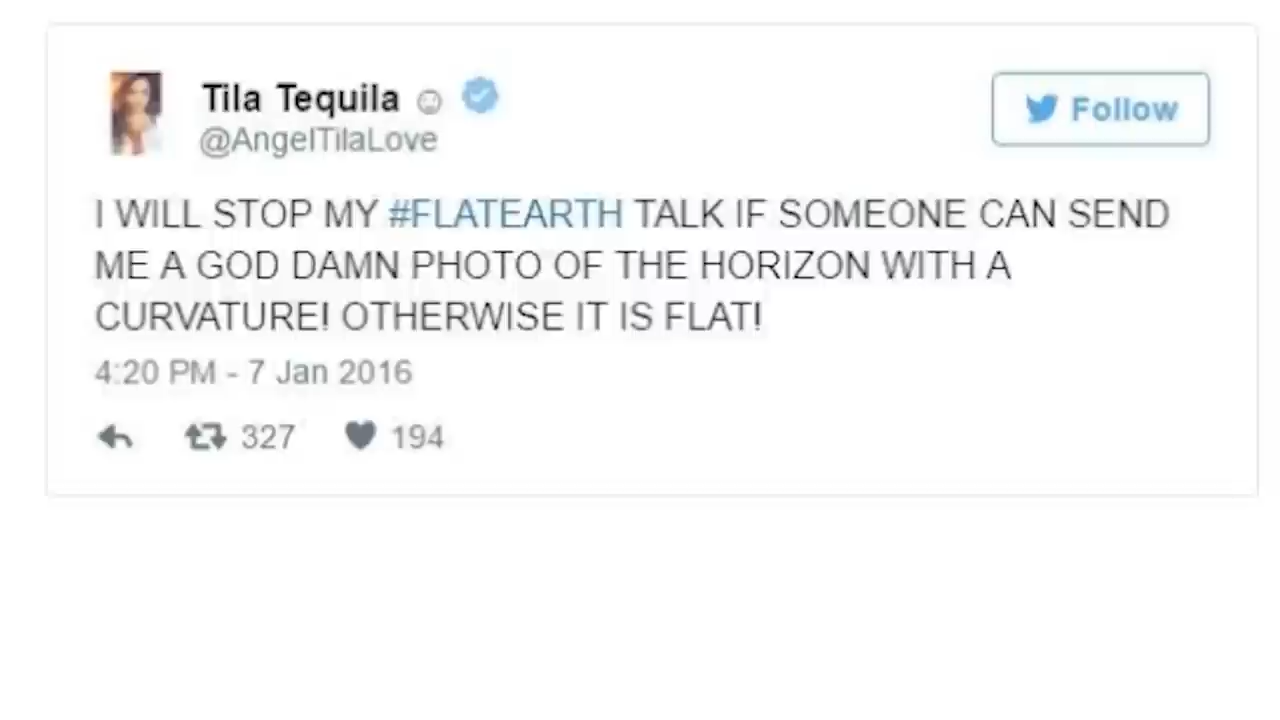 Tila Tequila ☺
@AngelTilaLove
Follow
I WILL STOP MY #FLATEARTH TALK IF SOMEONE CAN SEND
ME A GOD DAMN PHOTO OF THE HORIZON WITH A
CURVATURE! OTHERWISE IT IS FLAT!
4:20 PM - 7 Jan 2016
327 194